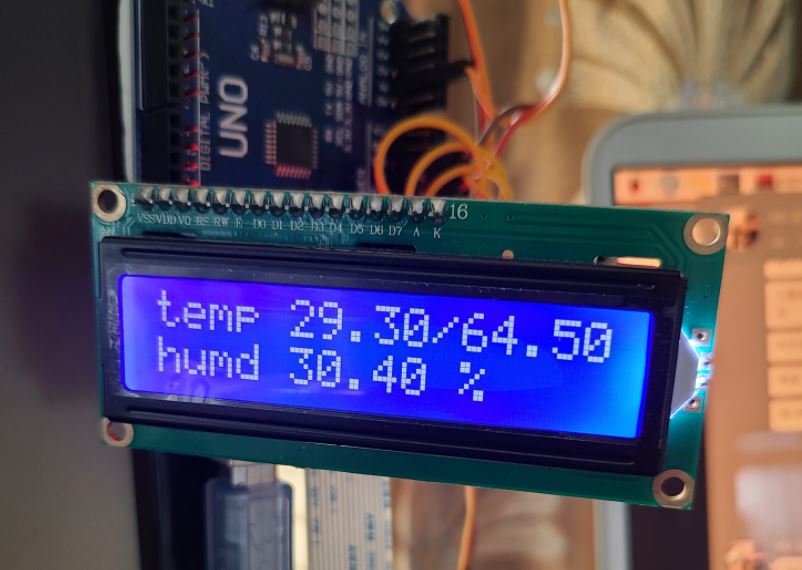 UNO
DIGITAL (PWM~)
16
VSS VDD V0 RS RW E D0 D1 D2 D3 D4 D5 D6 D7 A K
temp 29.30/64.50
humd 30.40 %